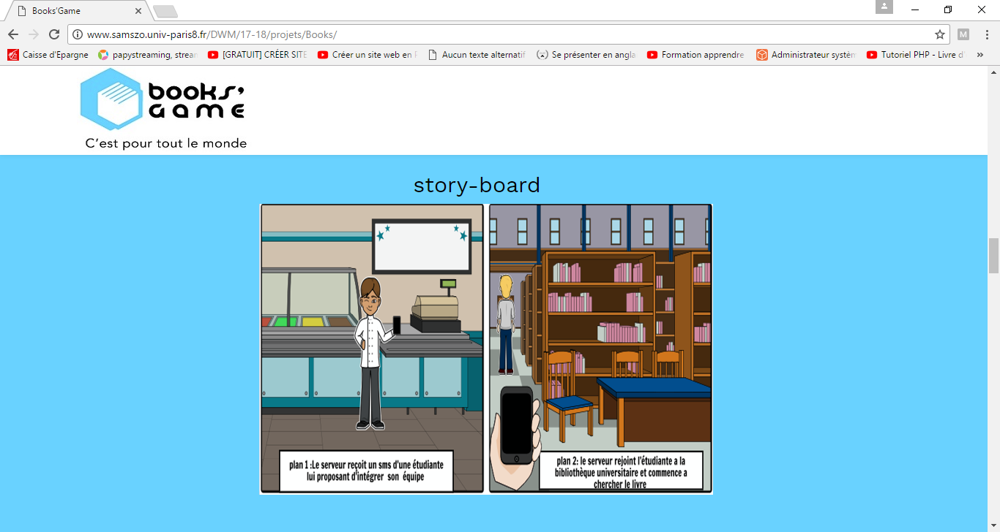 Books'Game
www.samszo.univ-paris8.fr/DWM/17-18/projets/Books/
M
Caisse d'Epargne
papystreaming, strean
[GRATUIT] CRÉER SITE
Créer un site web en F
Aucun texte alternatif
Se présenter en angla
Formation apprendre
Administrateur systèm
Tutoriel PHP - Livre d'
books'
GAME
C'est pour tout le monde
story-board
plan 1 :Le serveur reçoit un sms d'une étudiante
lui proposant d'intégrer son équipe
plan 2: le serveur rejoint l'étudiante a la
bibliothèque universitaire et commence a
chercher le livre